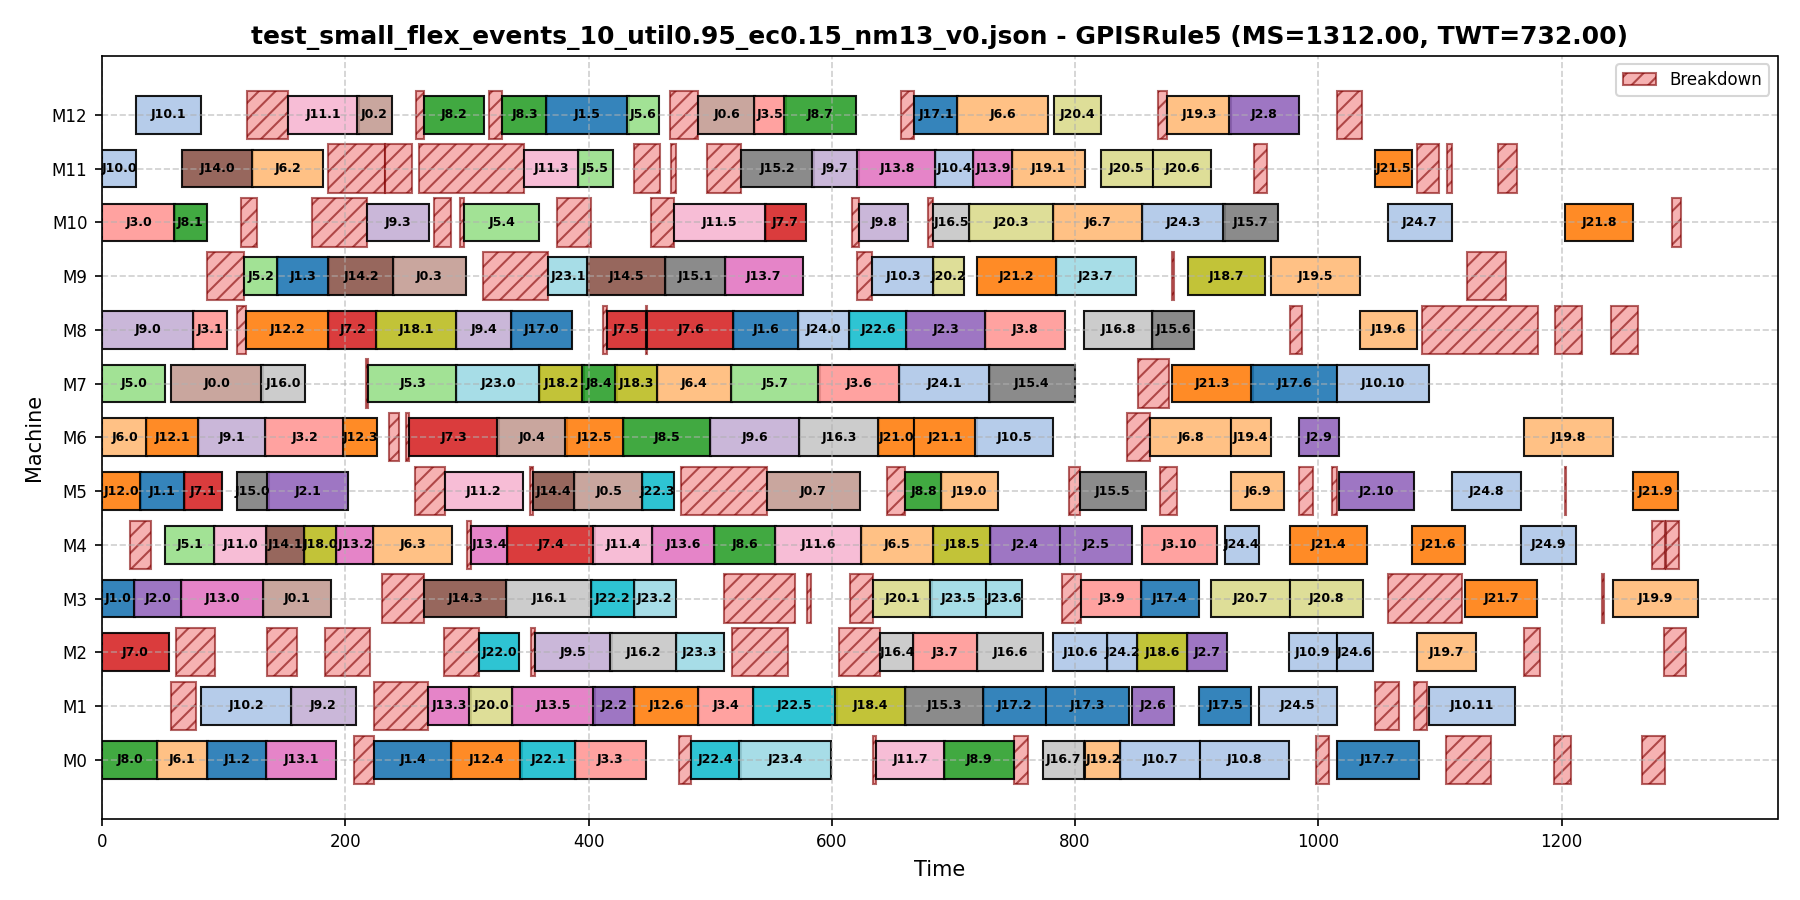 test_small_flex_events_10_util0.95_ec0.15_nm13_v0.json - GPISRule5 (MS=1312.00, TWT=732.00)
Breakdown
M12 J10.1 J11.1 J0.2 J8.2 J8.3 J1.5 J5.6 J0.6 J3.5 J8.7 J17.1 J6.6 J20.4 J19.3 J2.8
M11 J10.0 J14.0 J6.2 J11.3 J5.5 J15.2 J9.7 J13.8 J10.4 J13.9 J19.1 J20.5 J20.6 J21.5
M10 J3.0 J8.1 J9.3 J5.4 J11.5 J7.7 J9.8 J16.5 J20.3 J6.7 J24.3 J15.7 J24.7 J21.8
M9 J5.2 J1.3 J14.2 J0.3 J23.1 J14.5 J15.1 J13.7 J10.3 J20.2 J21.2 J23.7 J18.7 J19.5
M8 J9.0 J3.1 J12.2 J7.2 J18.1 J9.4 J17.0 J7.5 J7.6 J1.6 J24.0 J22.6 J2.3 J3.8 J16.8 J15.6 J19.6
M7 J5.0 J0.0 J16.0 J5.3 J23.0 J18.2 J8.4 J18.3 J6.4 J5.7 J3.6 J24.1 J15.4 J21.3 J17.6 J10.10
M6 J6.0 J12.1 J9.1 J3.2 J12.3 J7.3 J0.4 J12.5 J8.5 J9.6 J16.3 J21.0 J21.1 J10.5 J6.8 J19.4 J2.9 J19.8
M5 J12.0 J1.1 J7.1 J15.0 J2.1 J11.2 J14.4 J0.5 J22.3 J0.7 J8.8 J19.0 J15.5 J6.9 J2.10 J24.8 J21.9
M4 J5.1 J11.0 J14.1 J18.0 J13.2 J6.3 J13.4 J7.4 J11.4 J13.6 J8.6 J11.6 J6.5 J18.5 J2.4 J2.5 J3.10 J24.4 J21.4 J21.6 J24.9
M3 J1.0 J2.0 J13.0 J0.1 J14.3 J16.1 J22.2 J23.2 J20.1 J23.5 J23.6 J3.9 J17.4 J20.7 J20.8 J21.7 J19.9
M2 J7.0 J22.0 J9.5 J16.2 J23.3 J16.4 J3.7 J16.6 J10.6 J24.2 J18.6 J2.7 J10.9 J24.6 J19.7
M1 J10.2 J9.2 J13.3 J20.0 J13.5 J2.2 J12.6 J3.4 J22.5 J18.4 J15.3 J17.2 J17.3 J2.6 J17.5 J24.5 J10.11
M0 J8.0 J6.1 J1.2 J13.1 J1.4 J12.4 J22.1 J3.3 J22.4 J23.4 J11.7 J8.9 J16.7 J19.2 J10.7 J10.8 J17.7
0 200 400 600 800 1000 1200
Time
Machine